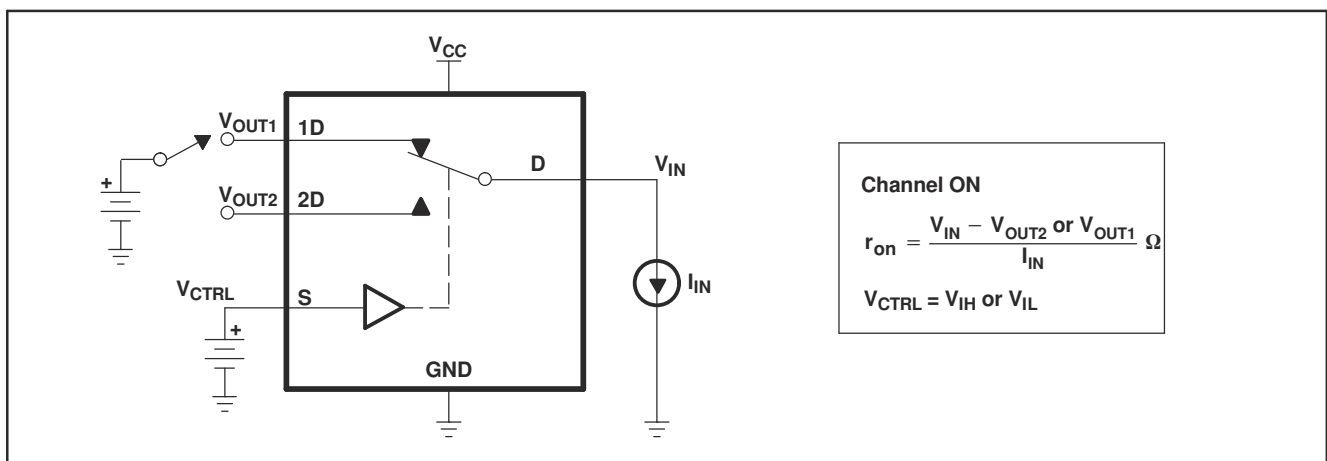 VCC
VOUT1
1D
D
VIN
+
VOUT2
2D
VCTRL
S
+
IIN
GND
Channel ON
ron = VIN − VOUT2 or VOUT1 / IIN Ω
VCTRL = VIH or VIL